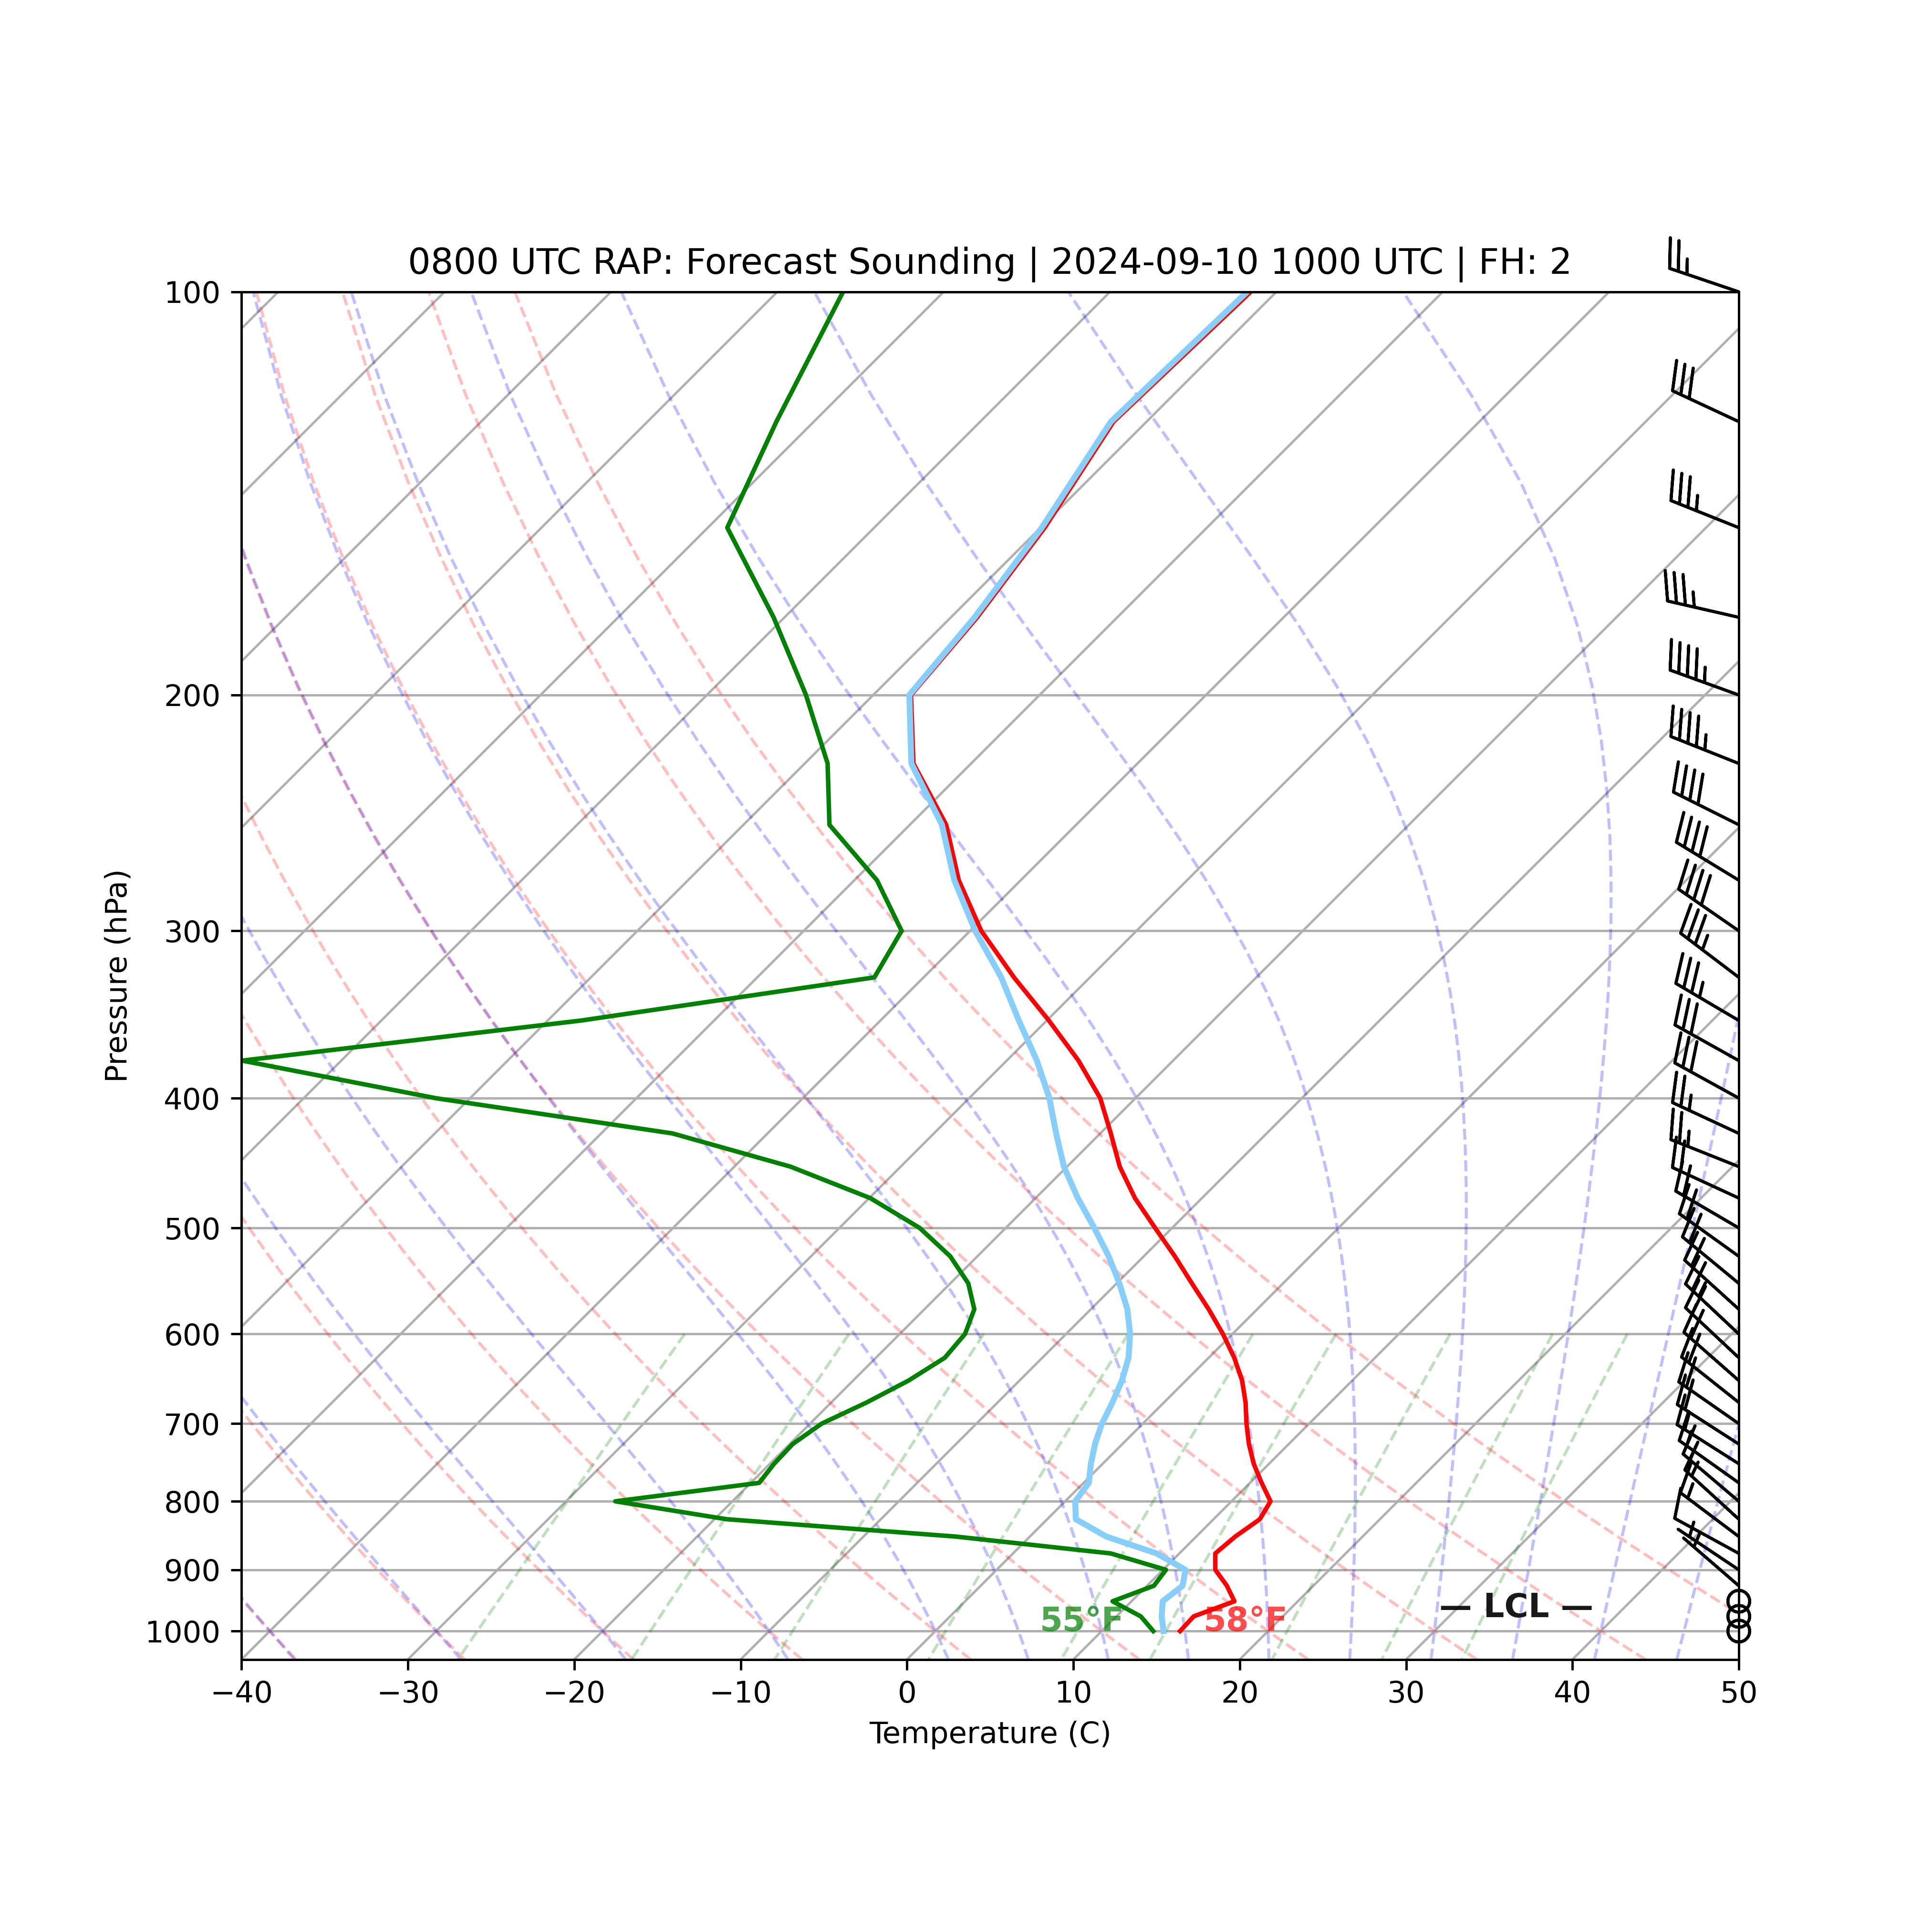 0800 UTC RAP: Forecast Sounding | 2024-09-10 1000 UTC | FH: 2
100
200
300
400
500
600
700
800
900
1000
Pressure (hPa)
55°F
58°F
— LCL —
−40 −30 −20 −10 0 10 20 30 40 50
Temperature (C)